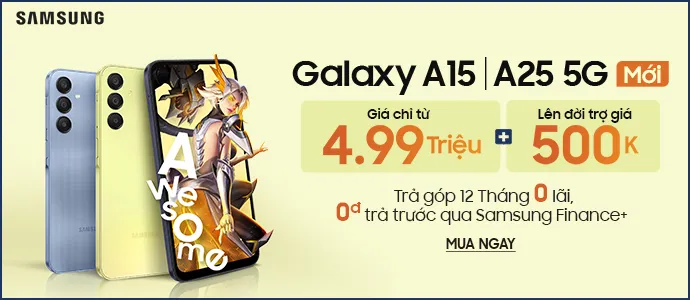 SAMSUNG
Awesome
Galaxy A15 | A25 5G Mới
Giá chỉ từ
4.99 Triệu
+
Lên đời trợ giá
500K
Trả góp 12 Tháng 0 lãi,
0đ trả trước qua Samsung Finance+
MUA NGAY